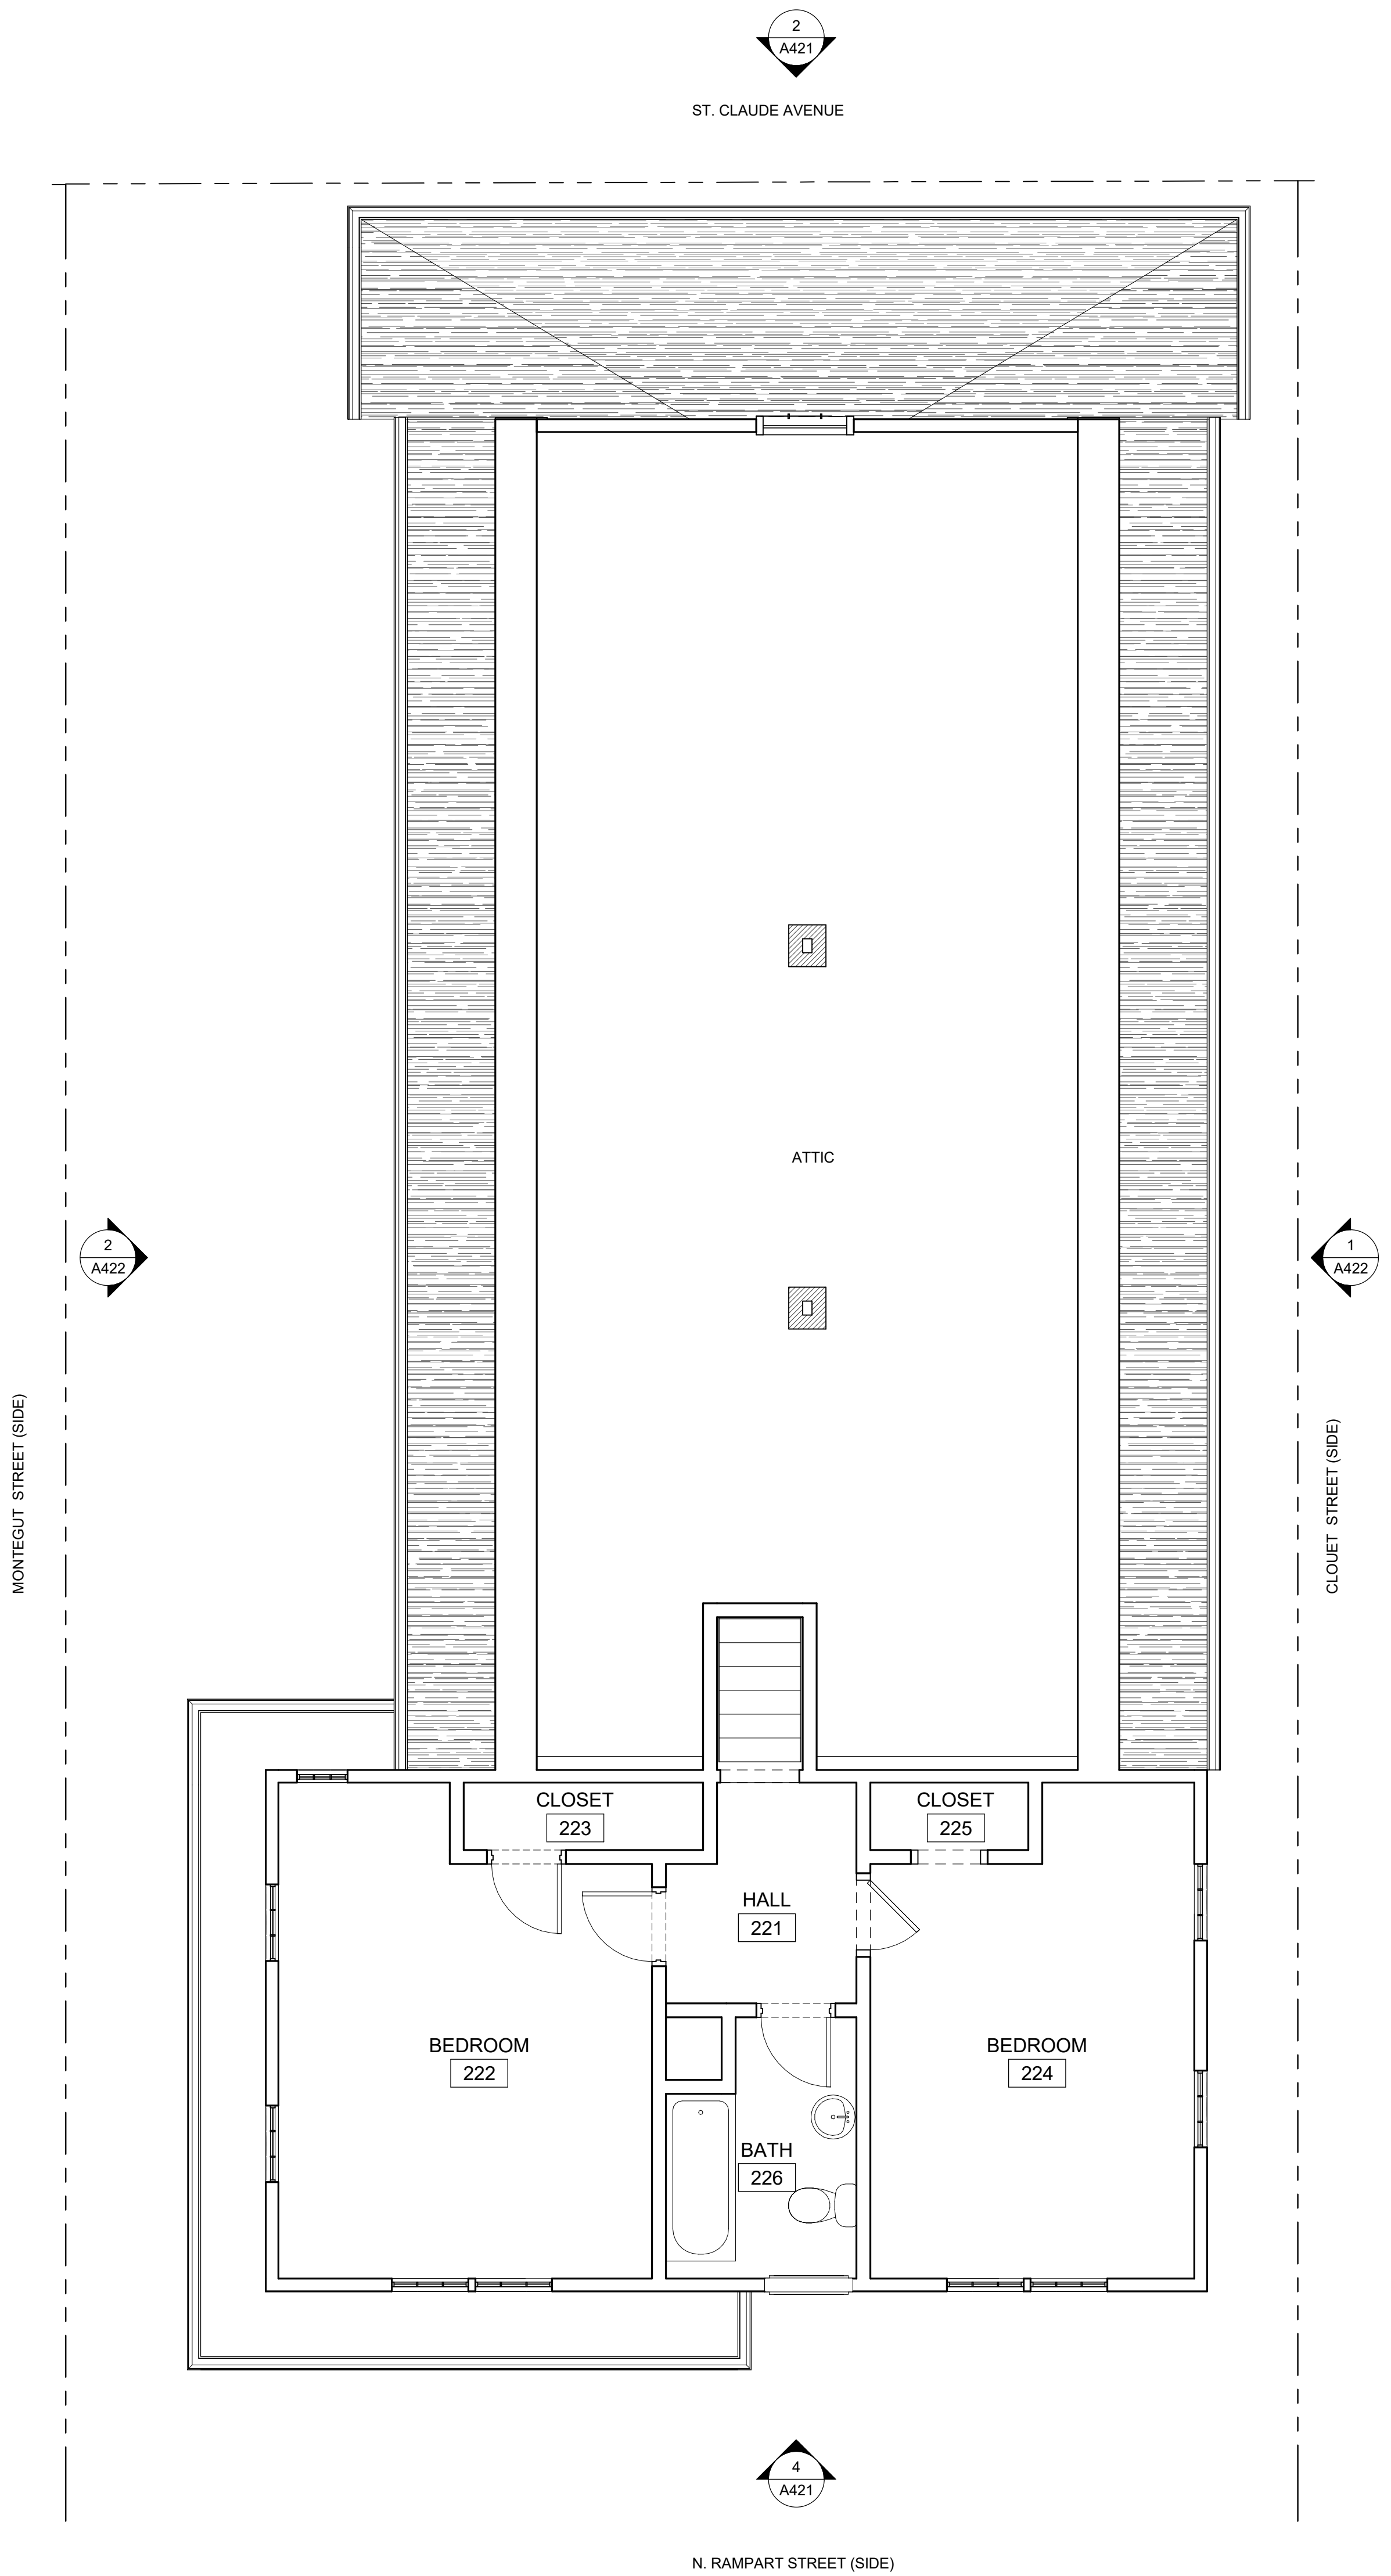 2
A421
ST. CLAUDE AVENUE
ATTIC
2
A422
1
A422
MONTEGUT STREET (SIDE)
CLOUET STREET (SIDE)
CLOSET
223
CLOSET
225
HALL
221
BEDROOM
222
BEDROOM
224
BATH
226
4
A421
N. RAMPART STREET (SIDE)